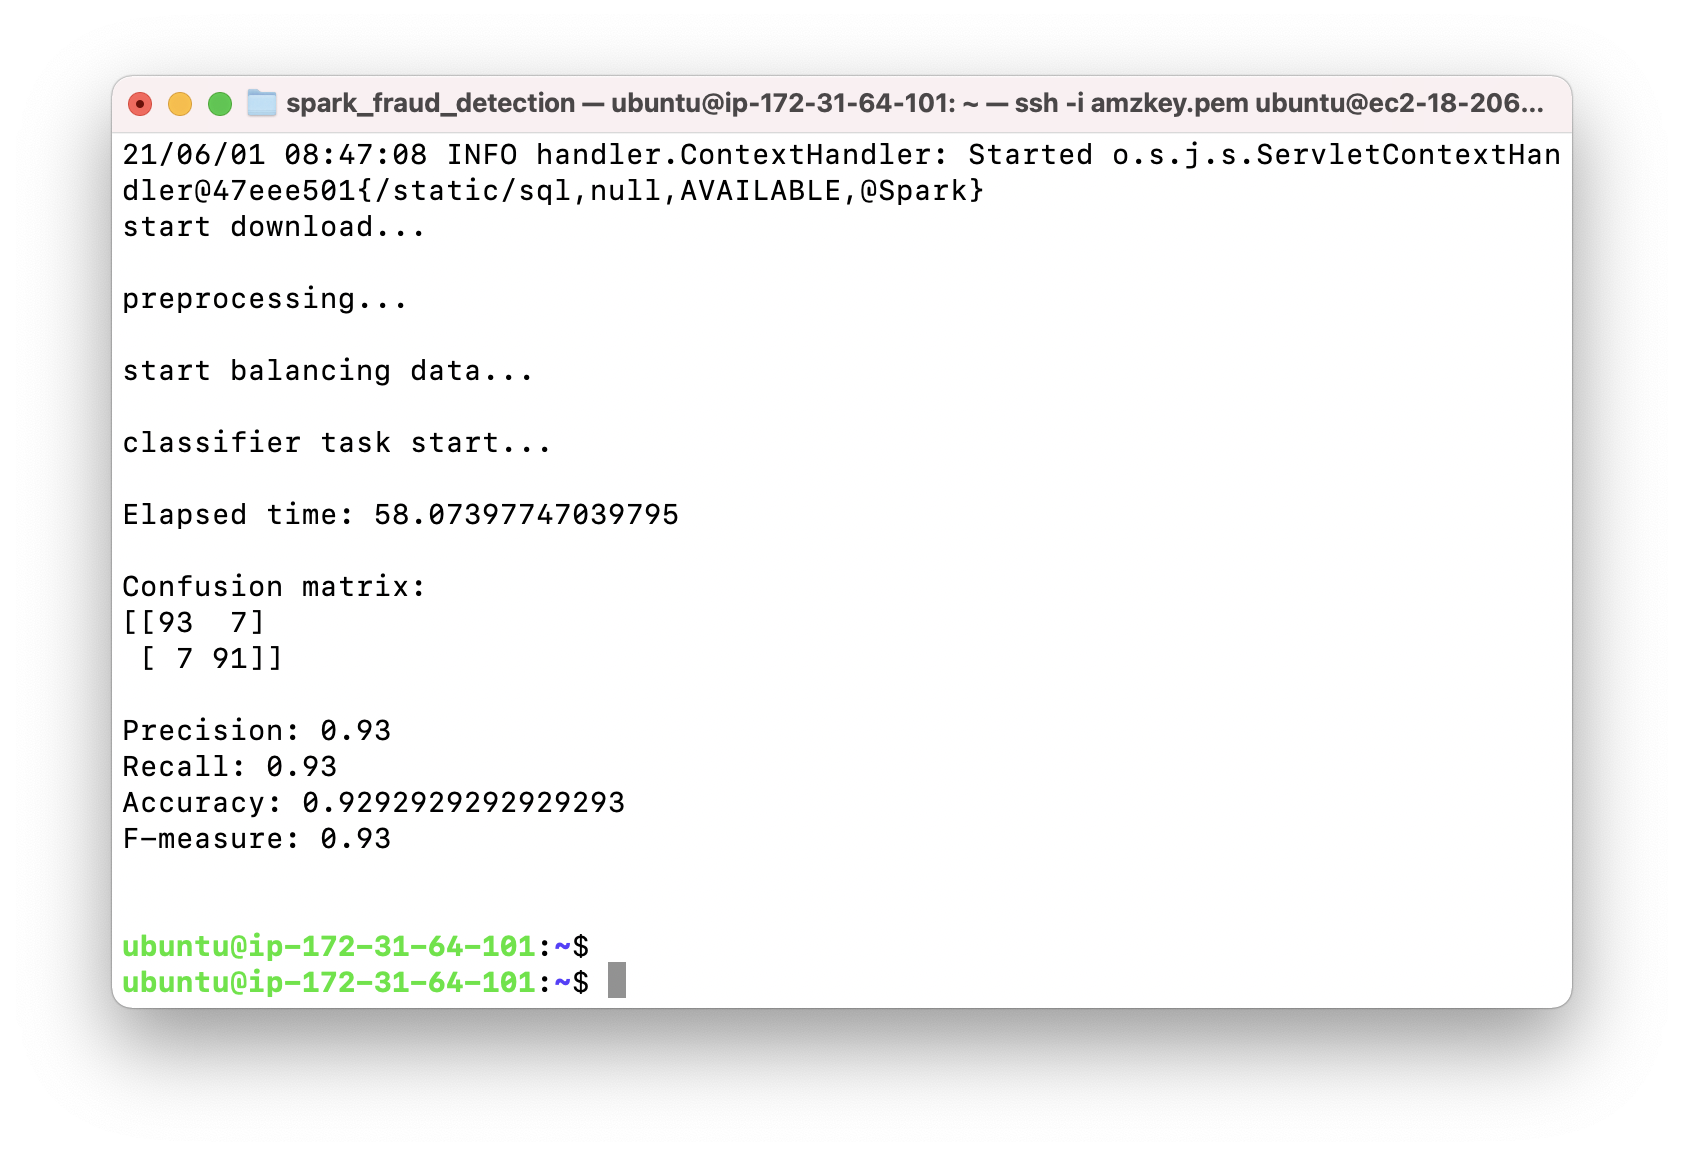 spark_fraud_detection — ubuntu@ip-172-31-64-101: ~ — ssh -i amzkey.pem ubuntu@ec2-18-206...
21/06/01 08:47:08 INFO handler.ContextHandler: Started o.s.j.s.ServletContextHan
dler@47eee501{/static/sql,null,AVAILABLE,@Spark}
start download...
preprocessing...
start balancing data...
classifier task start...
Elapsed time: 58.07397747039795
Confusion matrix:
[[93  7]
 [ 7 91]]
Precision: 0.93
Recall: 0.93
Accuracy: 0.9292929292929293
F-measure: 0.93
ubuntu@ip-172-31-64-101:~$
ubuntu@ip-172-31-64-101:~$